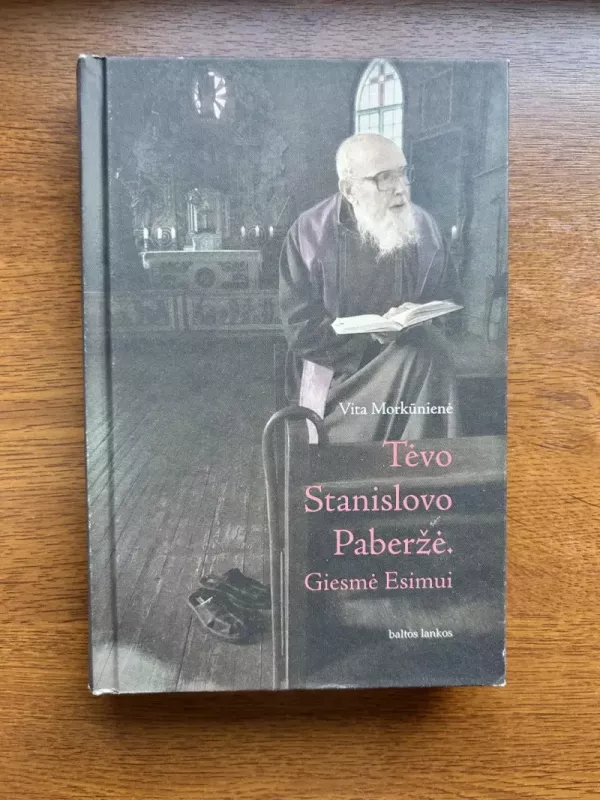 Vita Morkūnienė
Tėvo
Stanislovo
Paberžė.
Giesmė Esimui
baltos lankos